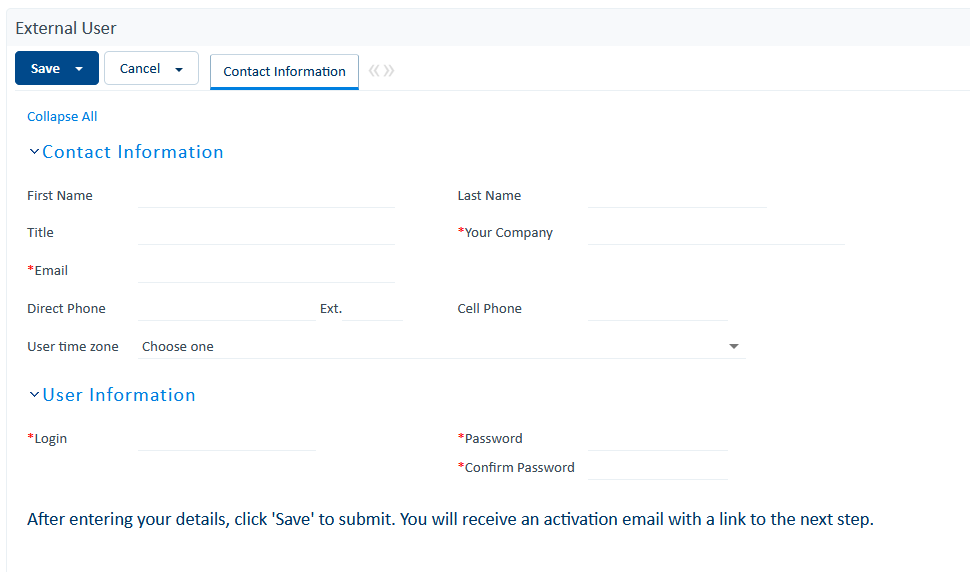 External User
Save Cancel Contact Information
Collapse All
Contact Information
First Name Last Name
Title *Your Company
*Email
Direct Phone Ext. Cell Phone
User time zone Choose one
User Information
*Login *Password
*Confirm Password
After entering your details, click 'Save' to submit. You will receive an activation email with a link to the next step.